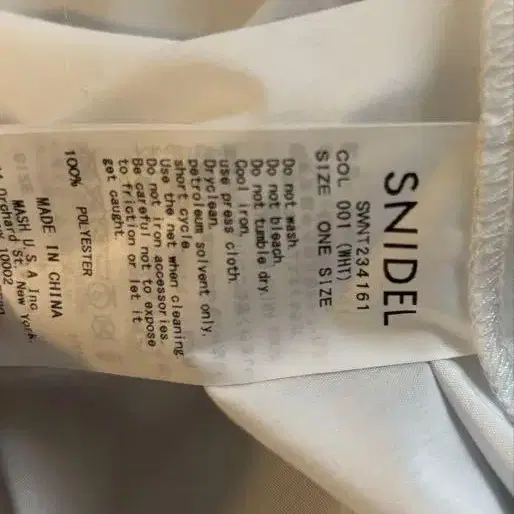 SNIDEL
SWNT234161
COL 001 (WHT)
SIZE ONE SIZE
Do not wash.
Do not bleach.
Do not tumble dry.
Cool iron,
use press cloth.
Dryclean,
petroleum solvent only,
short cycle.
Use the net when cleaning.
Do not iron accessories.
Be careful not to expose
to friction or let it
get caught.
100% POLYESTER
MADE IN CHINA
MASH U.S.A Inc.
Orchard St. New York,
10002